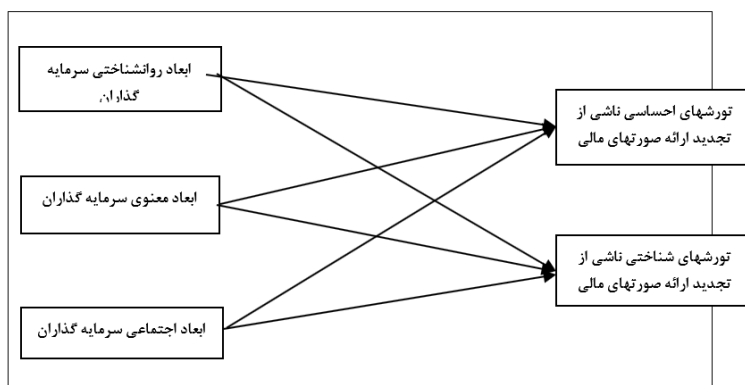 ابعاد روانشناختی سرمایه
گذاران
تورشهای احساسی ناشی از
تجدید ارائه صورتهای مالی
ابعاد معنوی سرمایه گذاران
تورشهای شناختی ناشی از
تجدید ارائه صورتهای مالی
ابعاد اجتماعی سرمایه گذاران